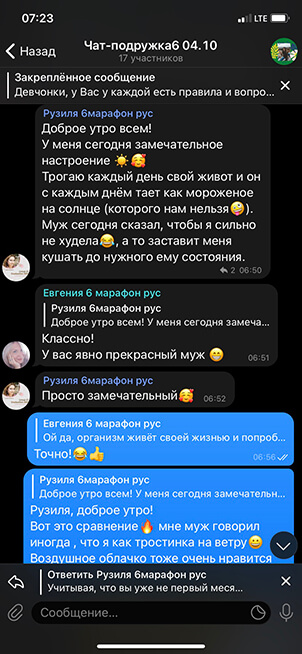 07:23
LTE
Назад
Чат-подружка6 04.10
17 участников
Закреплённое сообщение
Девчонки, у Вас у каждой есть правила и вопро...
Рузиля 6марафон рус
Доброе утро всем!
У меня сегодня замечательное
настроение ☀️🥰
Трогаю каждый день свой живот и он
с каждым днём тает как мороженое
на солнце (которого нам нельзя🤪).
Муж сегодня сказал, чтобы я сильно
не худела😂, а то заставит меня
кушать до нужного ему состояния.
2 06:50
Евгения 6 марафон рус
Рузиля 6марафон рус
Доброе утро всем! У меня сегодня замеча...
Классно!
У вас явно прекрасный муж 😁
06:51
Рузиля 6марафон рус
Просто замечательный🥰
06:52
Евгения 6 марафон рус
Ой да, организм живёт своей жизнью и попроб...
Точно!😂👍
06:56
Рузиля 6марафон рус
Доброе утро всем! У меня сегодня замечательн...
Рузиля, доброе утро!
Вот это сравнение🔥 мне муж говорил
иногда , что я как тростинка на ветру😀
Воздушное облачко тоже очень нравится
Ответить Рузиля 6марафон рус
Учитывая, что вы уже не первый меся...
Сообщение...